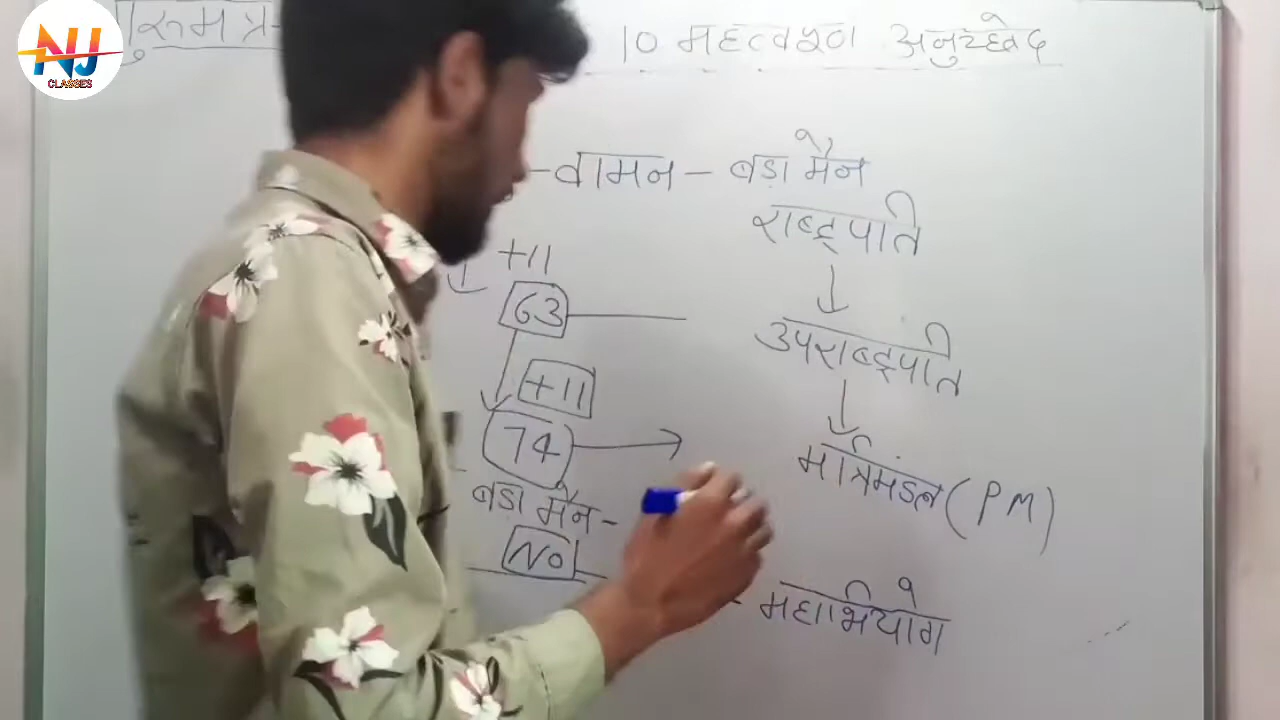 NJ
CLASSES
गुरूमंत्र- 10 महत्वपूर्ण अनुच्छेद
-वामन- बड़ा मैन
राष्ट्रपति
+11
63
उपराष्ट्रपति
+11
74
मंत्रिमंडल (PM)
बडा मैन-
No
- महाभियोग